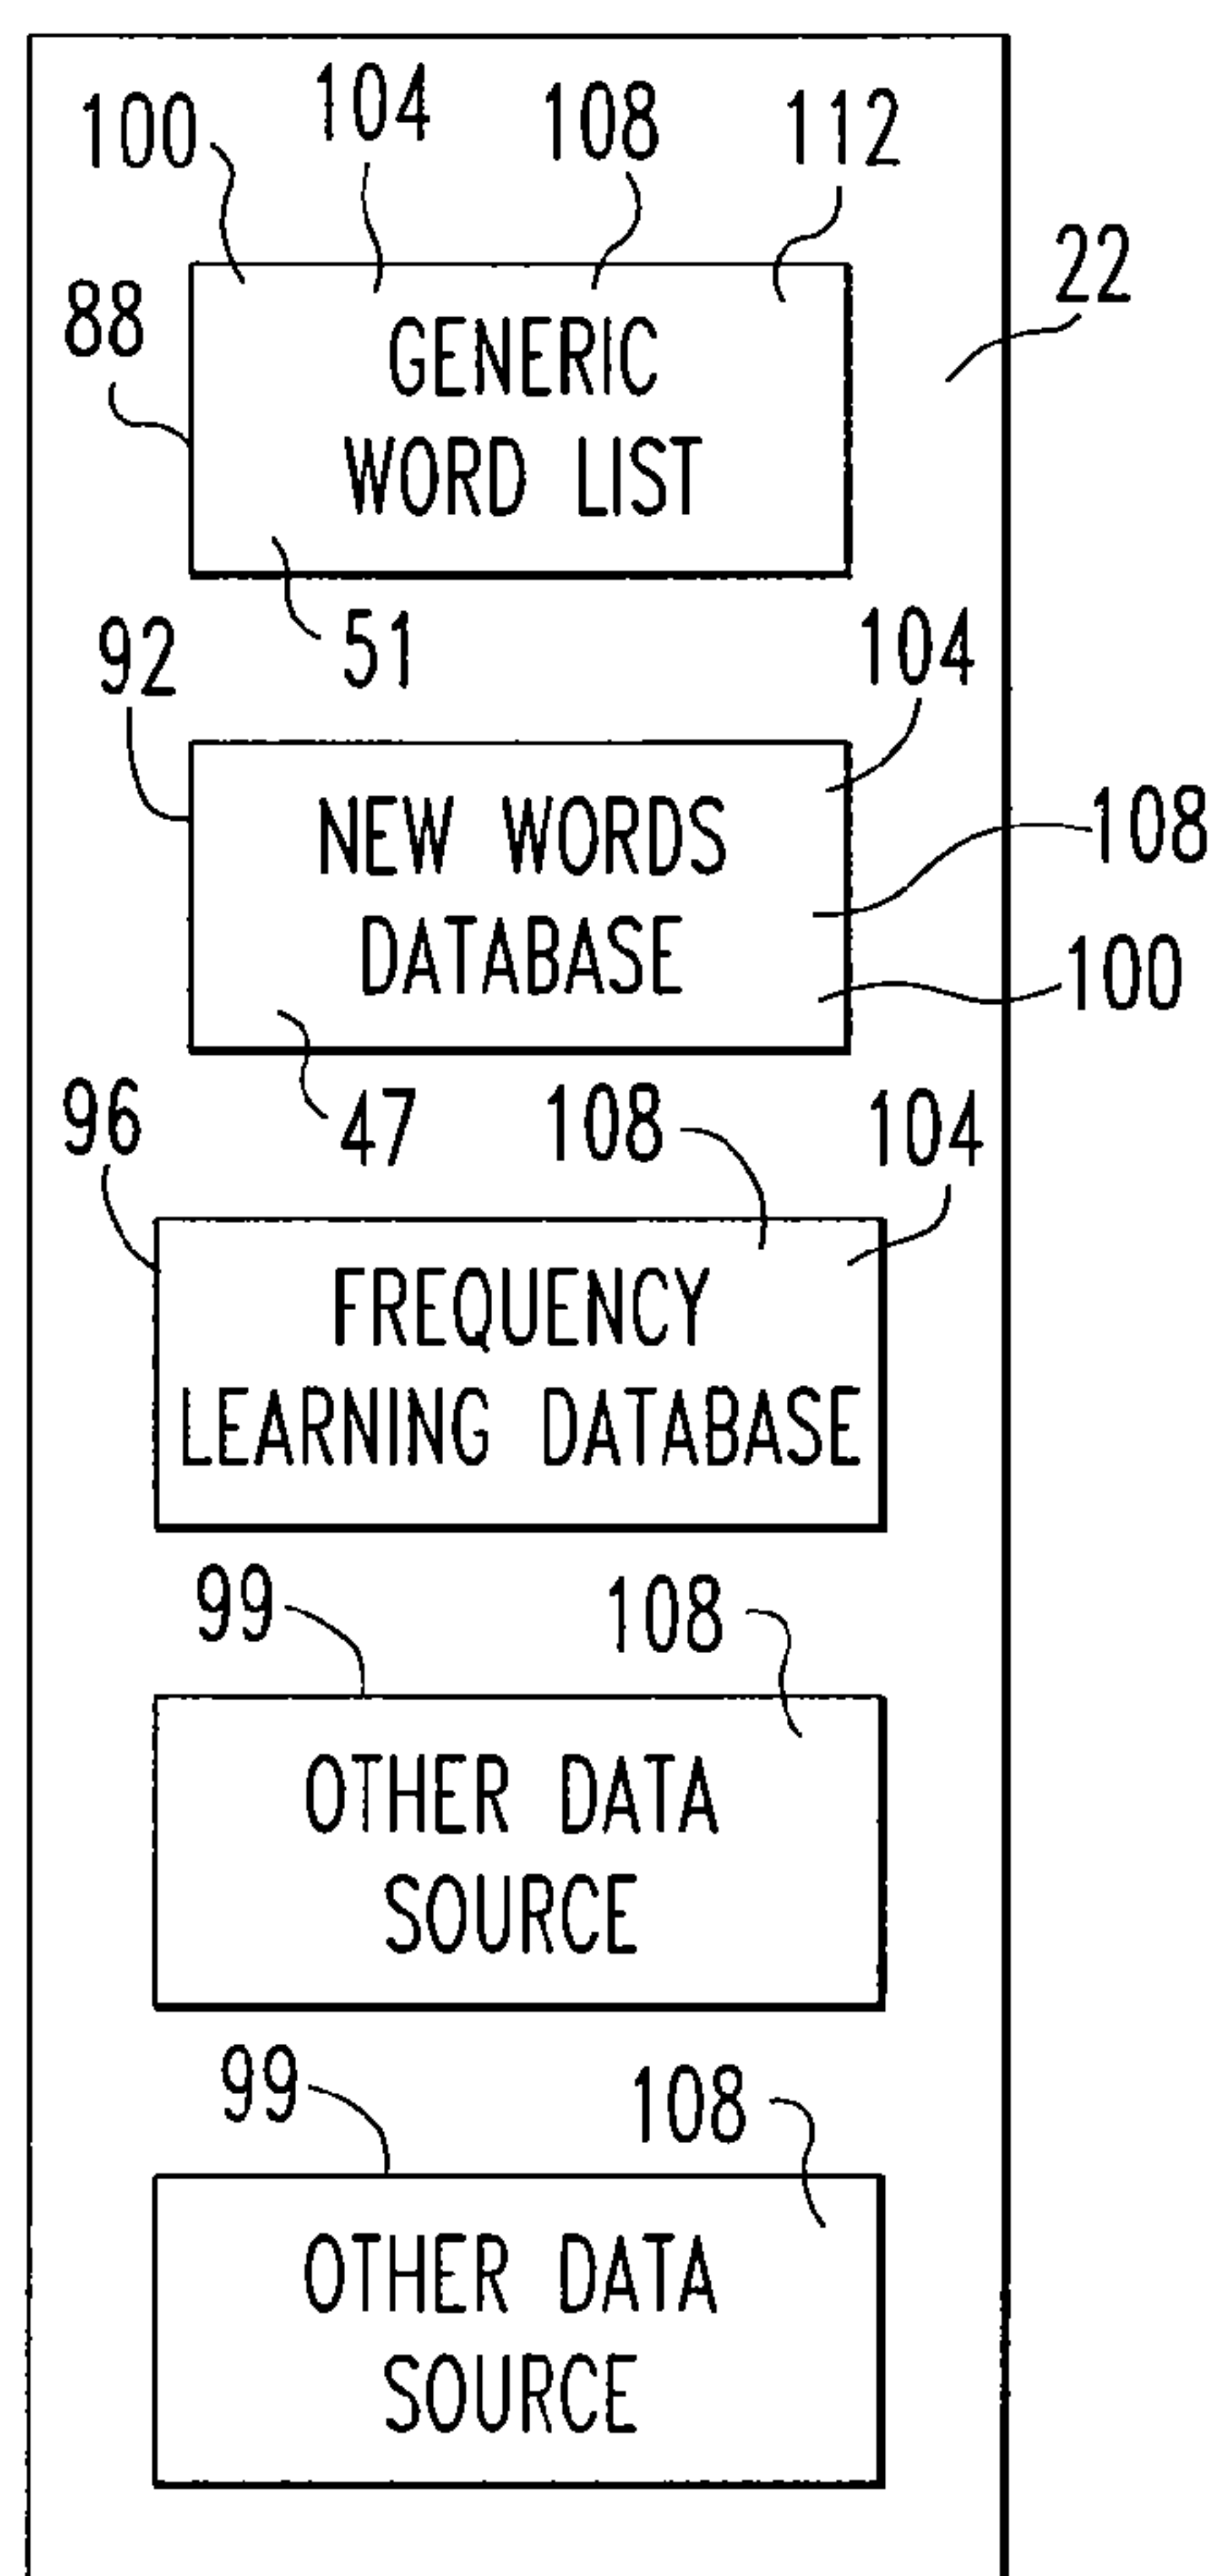 100 104 108 112
22
88
GENERIC
WORD LIST
51
92
104
NEW WORDS
108
DATABASE
100
47
96
108
104
FREQUENCY
LEARNING DATABASE
99
108
OTHER DATA
SOURCE
99
108
OTHER DATA
SOURCE